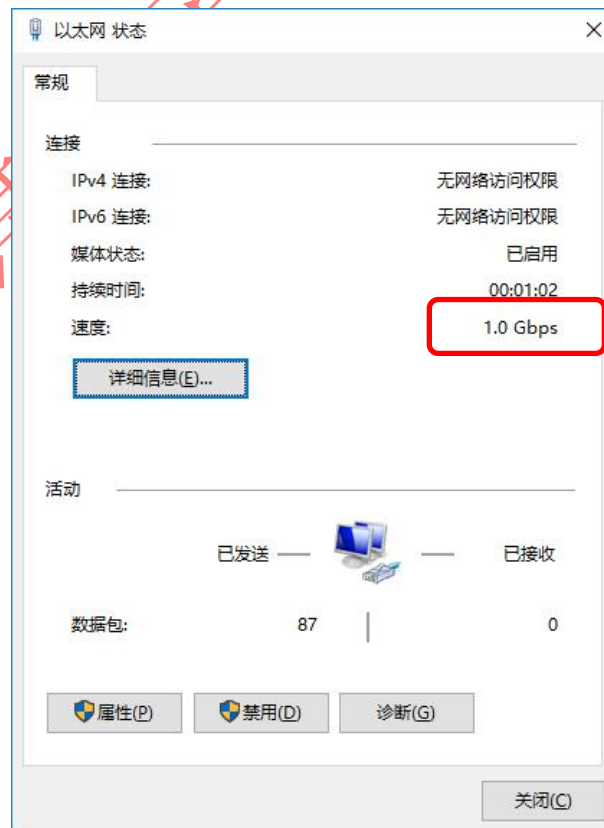 以太网 状态
常规
连接
IPv4 连接: 无网络访问权限
IPv6 连接: 无网络访问权限
媒体状态: 已启用
持续时间: 00:01:02
速度: 1.0 Gbps
详细信息(E)...
活动
已发送 — — 已接收
数据包: 87 0
属性(P) 禁用(D) 诊断(G)
关闭(C)